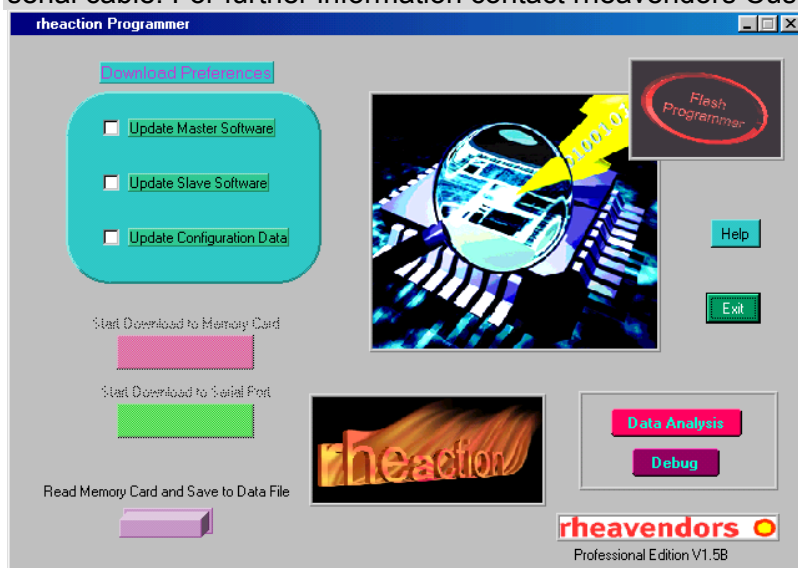 serial cable. For further information contact rheavendors Cus
rheaction Programmer
Download Preferences
Update Master Software
Update Slave Software
Update Configuration Data
Start Download to Memory Card
Start Download to Serial Port
Read Memory Card and Save to Data File
Flash
Programmer
0100101
Help
Exit
rheaction
Data Analysis
Debug
rheavendors
Professional Edition V1.5B